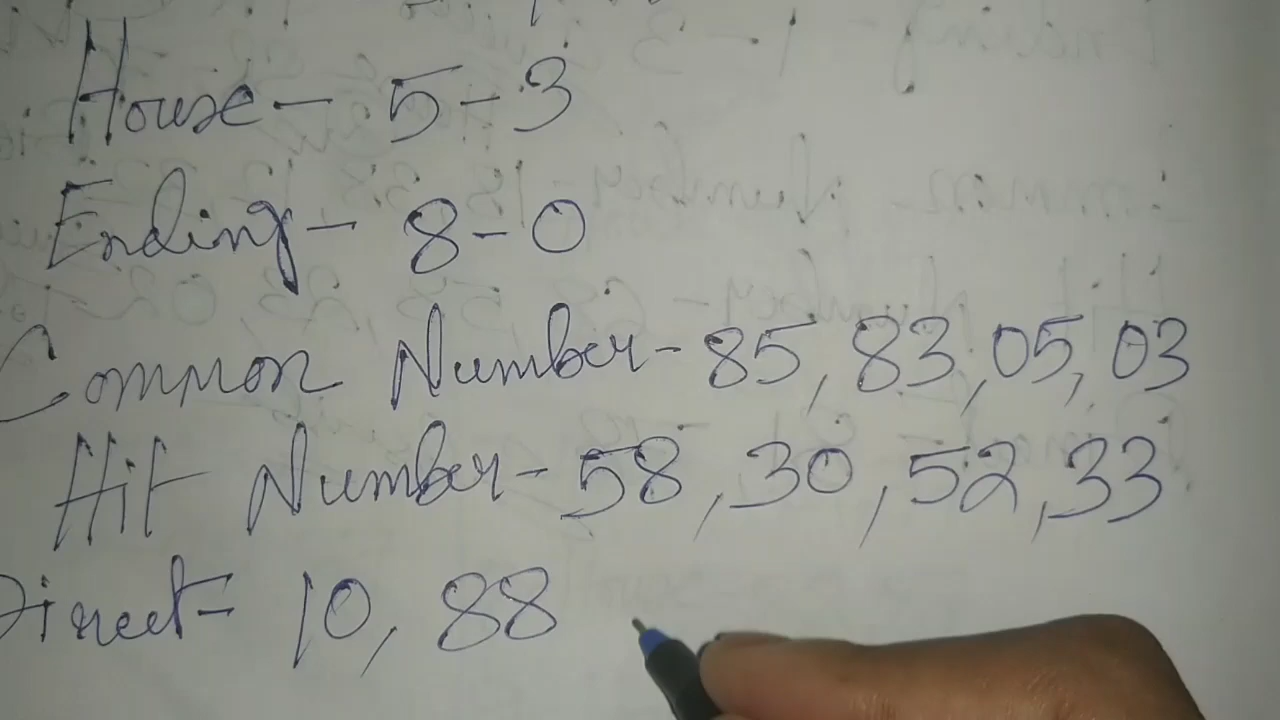 House - 5-3
Ending - 8-0
Common Number - 85, 83, 05, 03
Hit Number - 58, 30, 52, 33
Direct = 10, 88